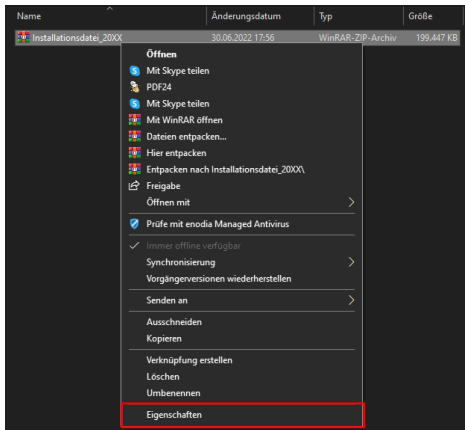 Name Änderungsdatum Typ Größe
Installationsdatei_20XX 30.06.2022 17:56 WinRAR-ZIP-Archiv 199.447 KB
Öffnen
Mit Skype teilen
PDF24
Mit Skype teilen
Mit WinRAR öffnen
Dateien entpacken...
Hier entpacken
Entpacken nach Installationsdatei_20XX\
Freigabe
Öffnen mit
Prüfe mit enodia Managed Antivirus
Immer offline verfügbar
Synchronisierung
Vorgängerversionen wiederherstellen
Senden an
Ausschneiden
Kopieren
Verknüpfung erstellen
Löschen
Umbenennen
Eigenschaften